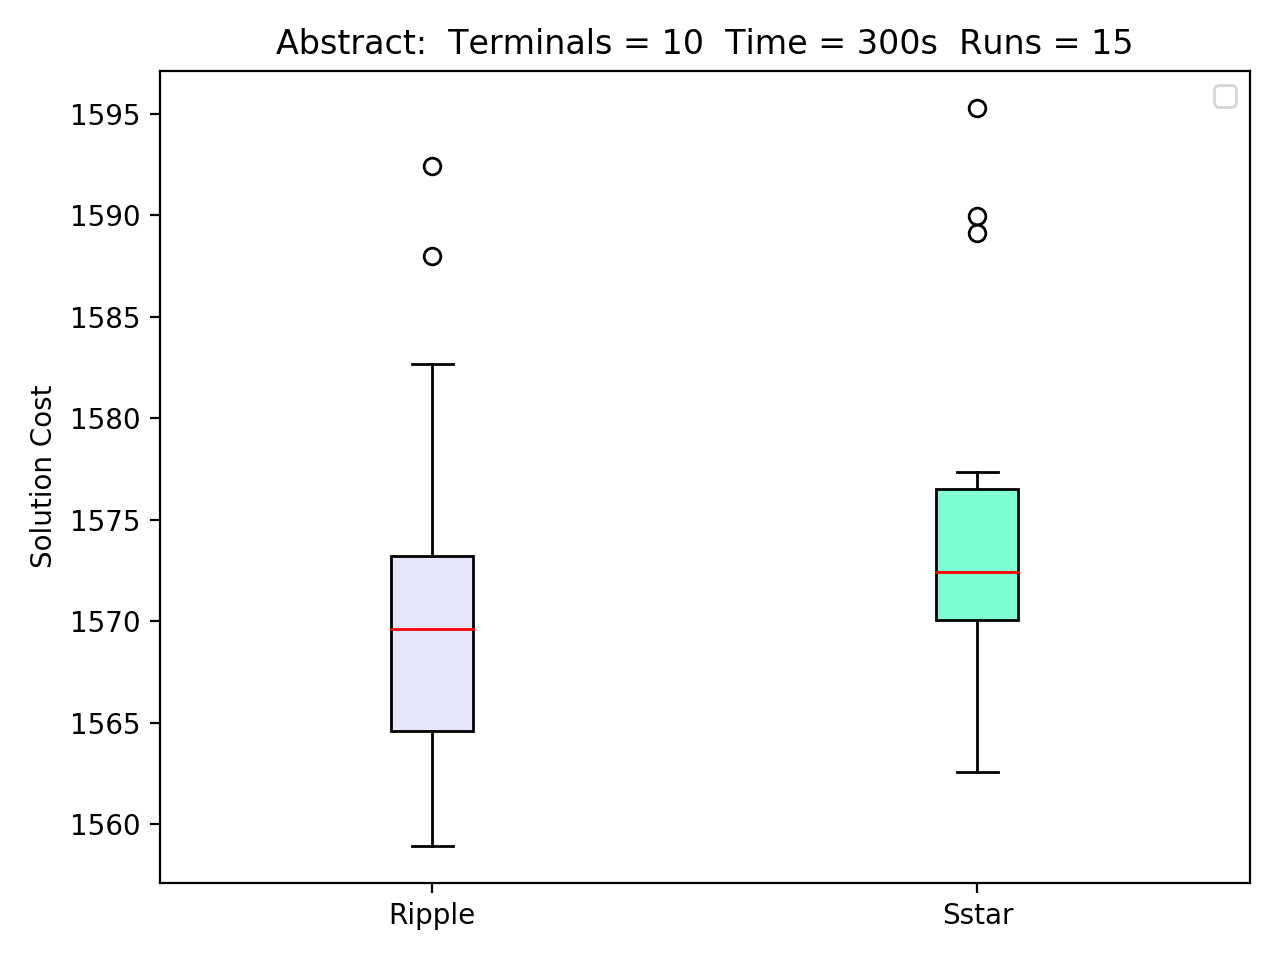 Abstract:  Terminals = 10  Time = 300s  Runs = 15
Solution Cost
1595
1590
1585
1580
1575
1570
1565
1560
Ripple
Sstar